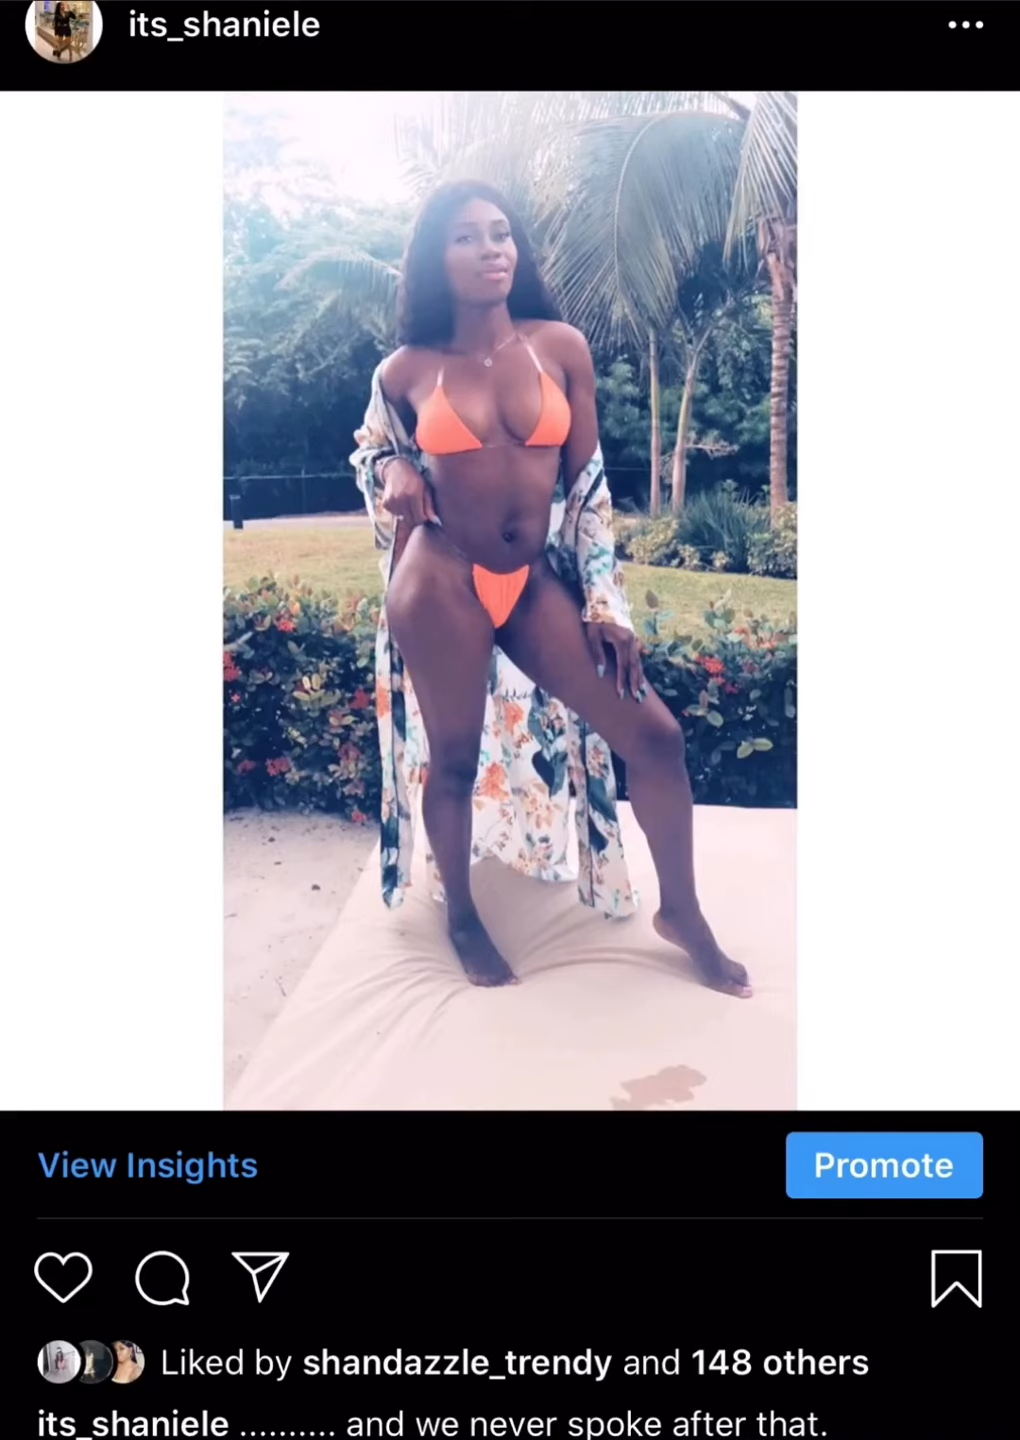 its_shaniele
View Insights
Promote
Liked by shandazzle_trendy and 148 others
its_shaniele .......... and we never spoke after that.